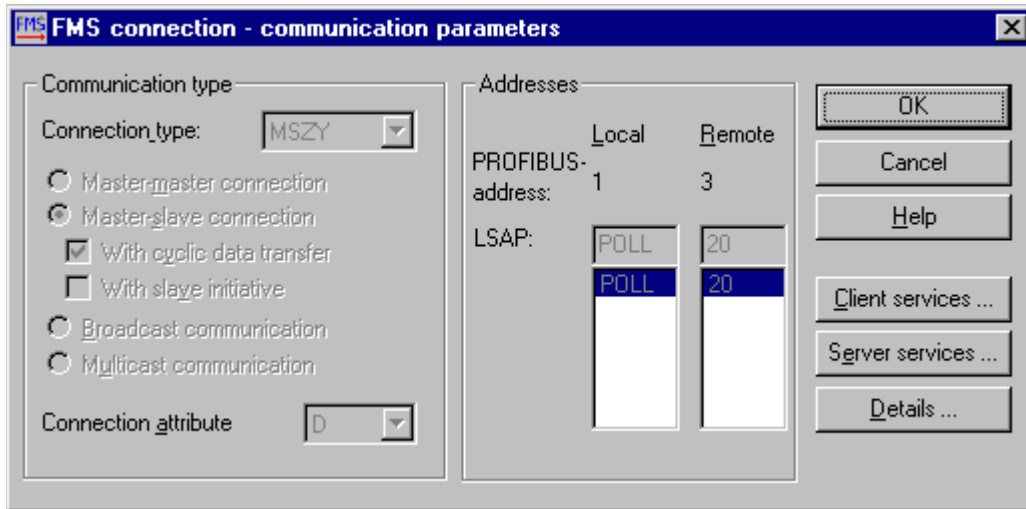 FMS FMS connection - communication parameters
Communication type
Connection type: MSZY
Master-master connection
Master-slave connection
With cyclic data transfer
With slave initiative
Broadcast communication
Multicast communication
Connection attribute D
Addresses
Local Remote
PROFIBUS-
address: 1 3
LSAP: POLL 20
POLL 20
OK
Cancel
Help
Client services ...
Server services ...
Details ...